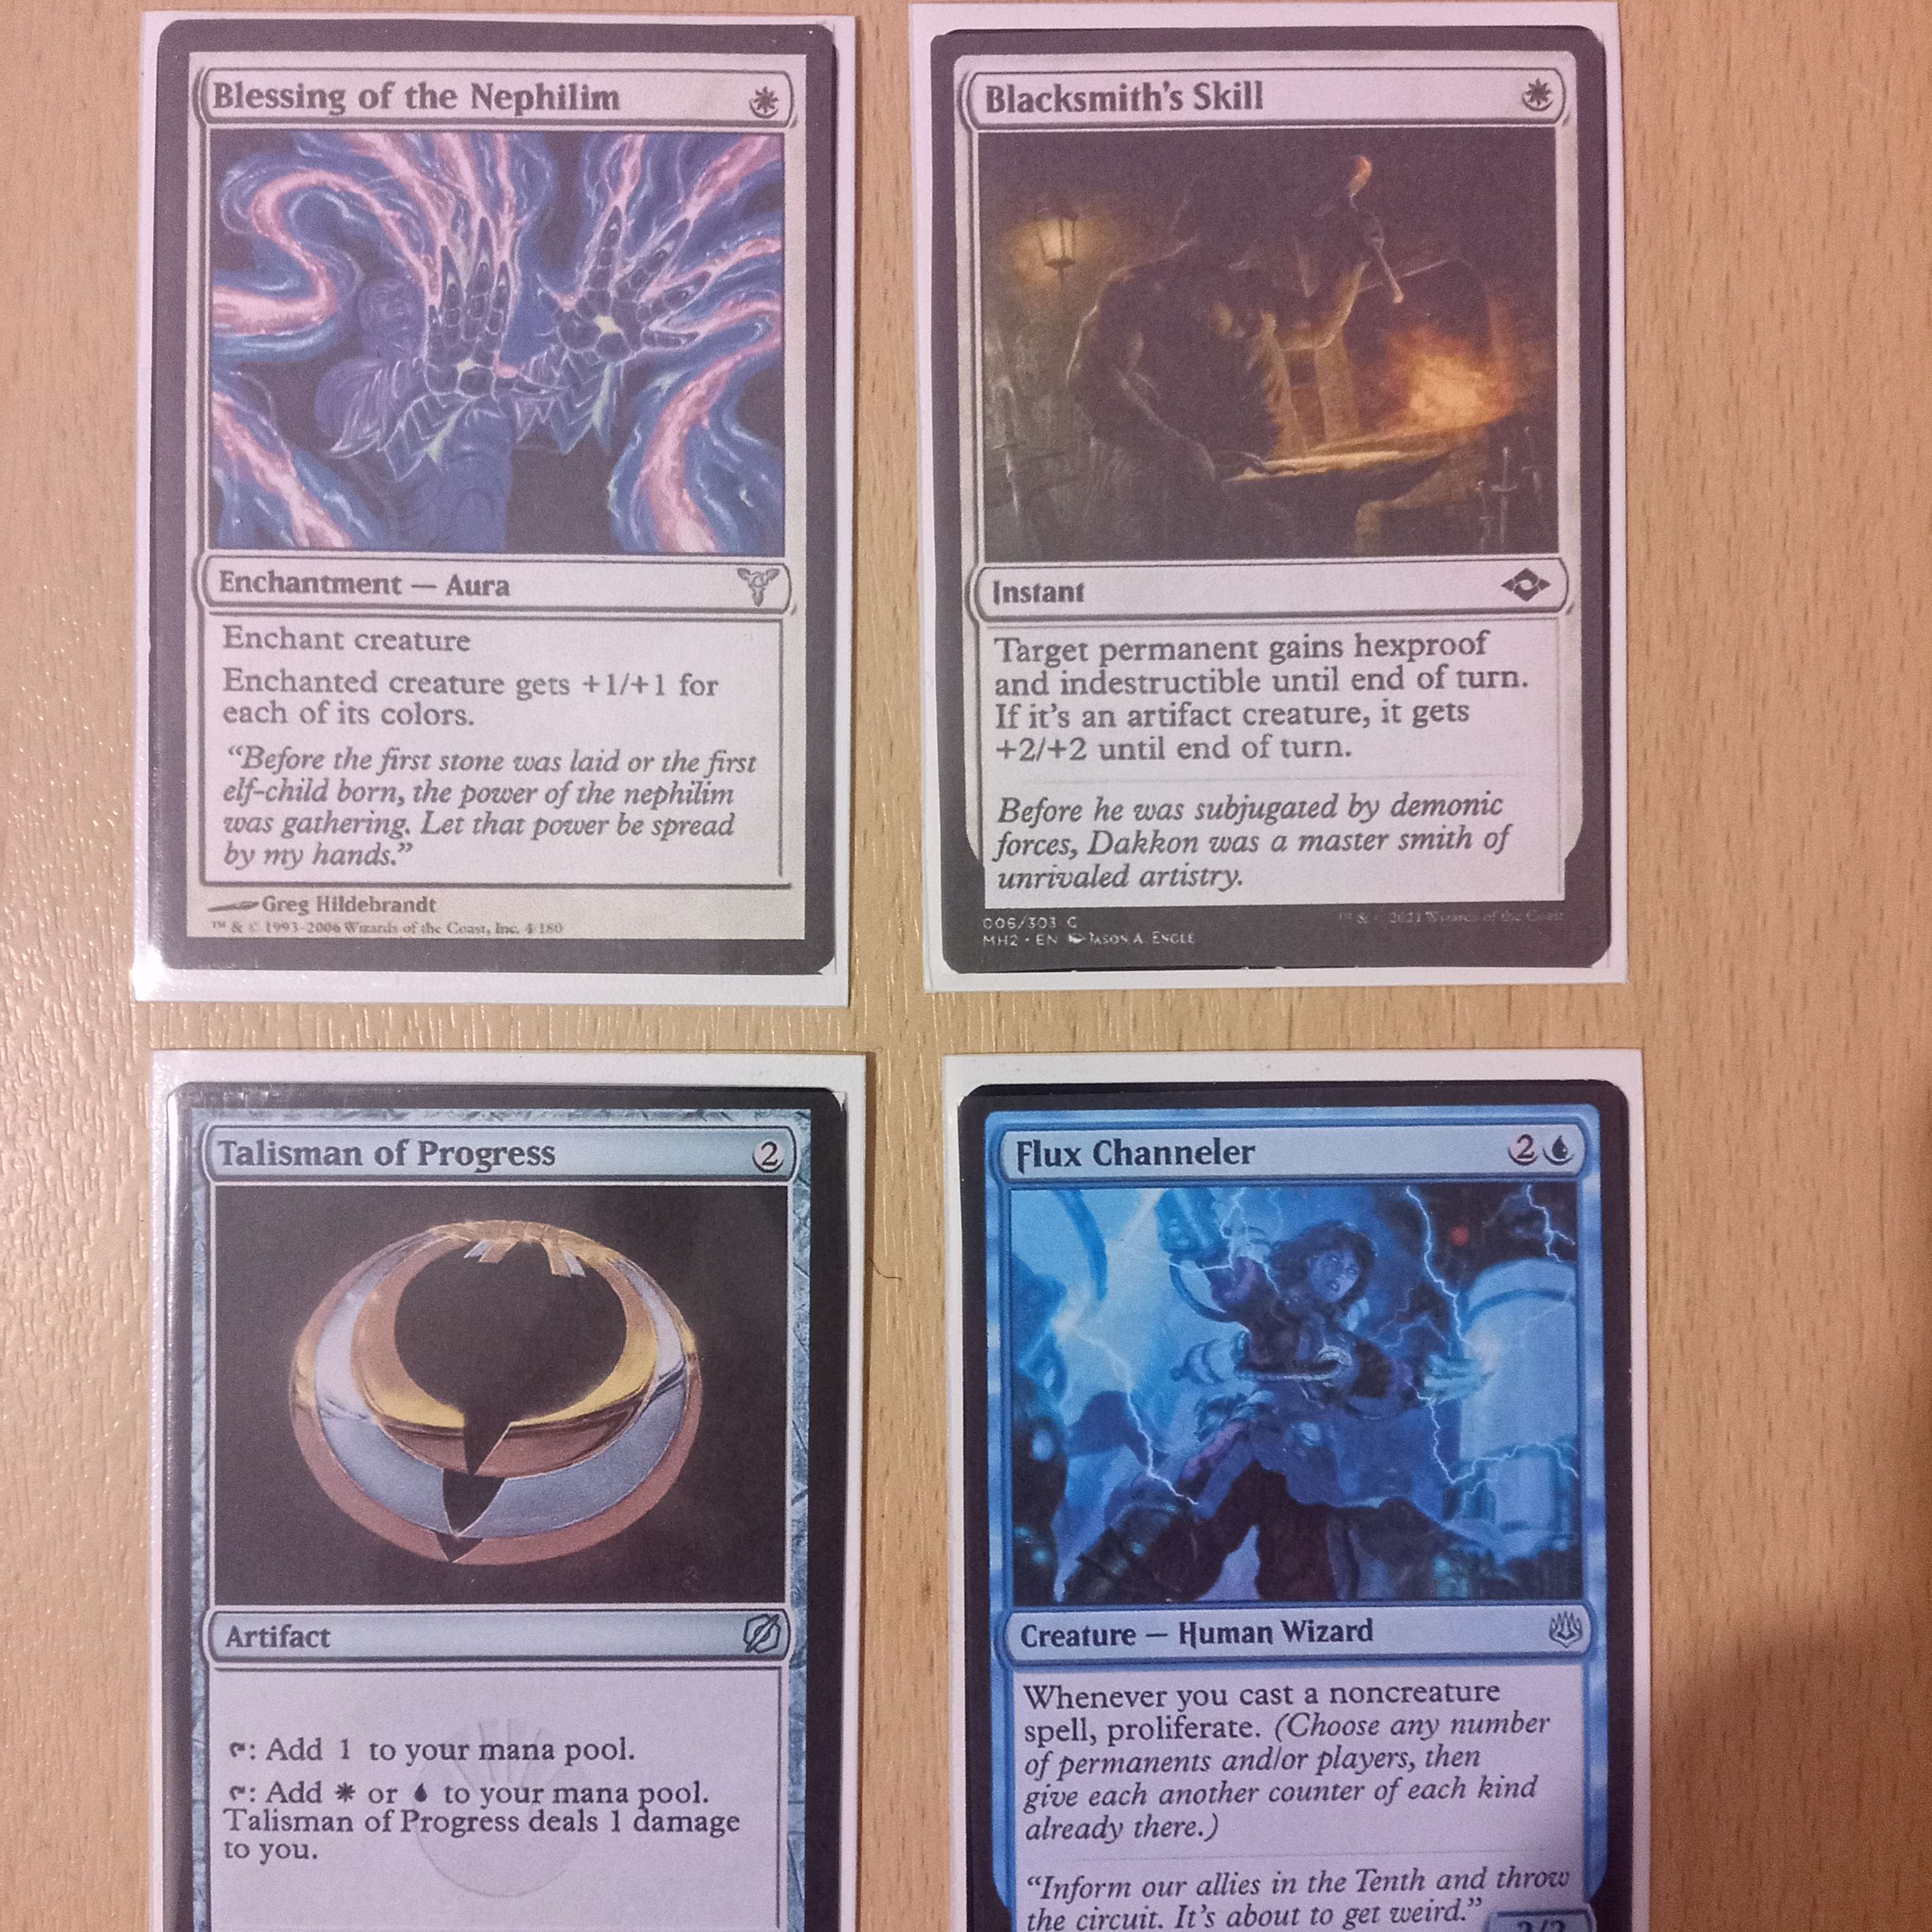 Blessing of the Nephilim
Enchantment — Aura
Enchant creature
Enchanted creature gets +1/+1 for
each of its colors.
“Before the first stone was laid or the first
elf-child born, the power of the nephilim
was gathering. Let that power be spread
by my hands.”
Greg Hildebrandt
™ & © 1993–2006 Wizards of the Coast, Inc. 4/180
Blacksmith's Skill
Instant
Target permanent gains hexproof
and indestructible until end of turn.
If it's an artifact creature, it gets
+2/+2 until end of turn.
Before he was subjugated by demonic
forces, Dakkon was a master smith of
unrivaled artistry.
006/303 C
MH2 • EN Jason A. Engle
™ & © 2021 Wizards of the Coast
Talisman of Progress 2
Artifact
: Add 1 to your mana pool.
: Add or to your mana pool.
Talisman of Progress deals 1 damage
to you.
Flux Channeler 2
Creature — Human Wizard
Whenever you cast a noncreature
spell, proliferate. (Choose any number
of permanents and/or players, then
give each another counter of each kind
already there.)
“Inform our allies in the Tenth and throw
the circuit. It's about to get weird.”
2/2